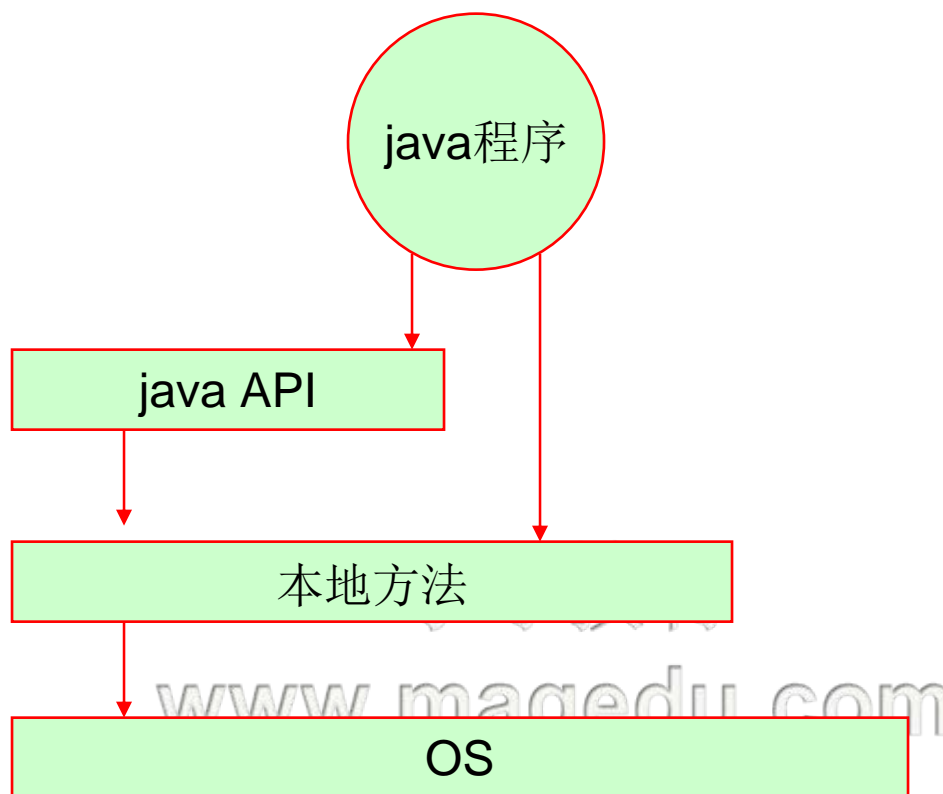 java程序
java API
本地方法
www.magedu.com
OS